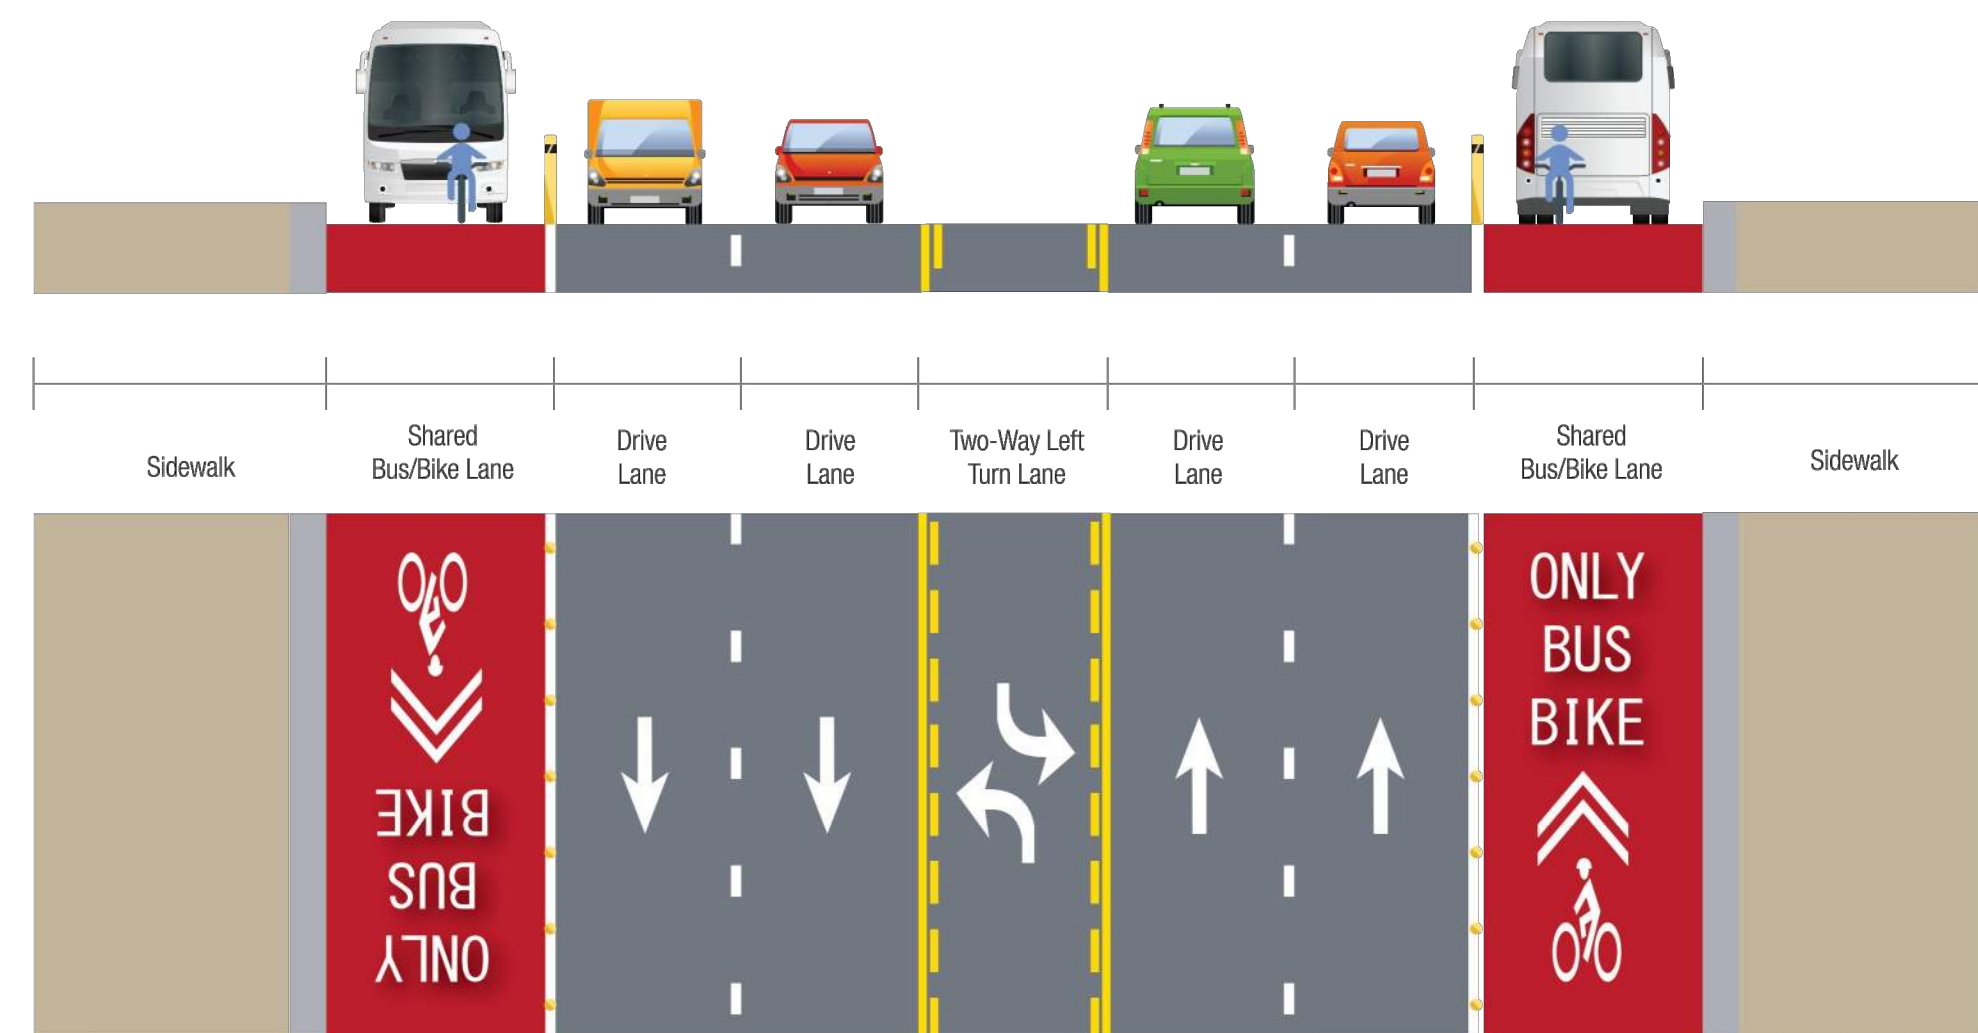 Sidewalk
Shared
Bus/Bike Lane
Drive
Lane
Drive
Lane
Two-Way Left
Turn Lane
Drive
Lane
Drive
Lane
Shared
Bus/Bike Lane
Sidewalk
BIKE
BUS
ONLY
ONLY
BUS
BIKE